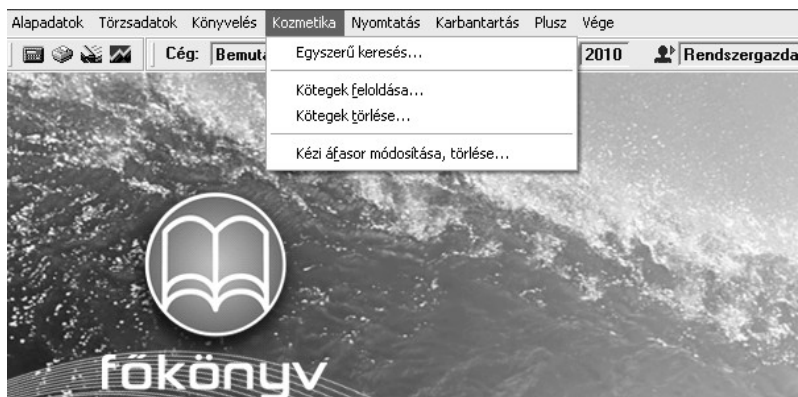 Alapadatok Törzsadatok Könyvelés Kozmetika Nyomtatás Karbantartás Plusz Vége
Cég: Bemuta 2010 Rendszergazda
Egyszerű keresés...
Kötegek feloldása...
Kötegek törlése...
Kézi áfasor módosítása, törlése...
főkönyv